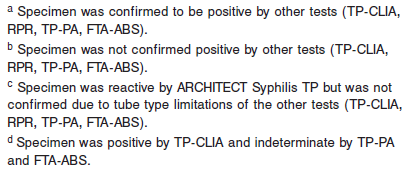 a Specimen was confirmed to be positive by other tests (TP-CLIA,
RPR, TP-PA, FTA-ABS).
b Specimen was not confirmed positive by other tests (TP-CLIA,
RPR, TP-PA, FTA-ABS).
c Specimen was reactive by ARCHITECT Syphilis TP but was not
confirmed due to tube type limitations of the other tests (TP-CLIA,
RPR, TP-PA, FTA-ABS).
d Specimen was positive by TP-CLIA and indeterminate by TP-PA
and FTA-ABS.